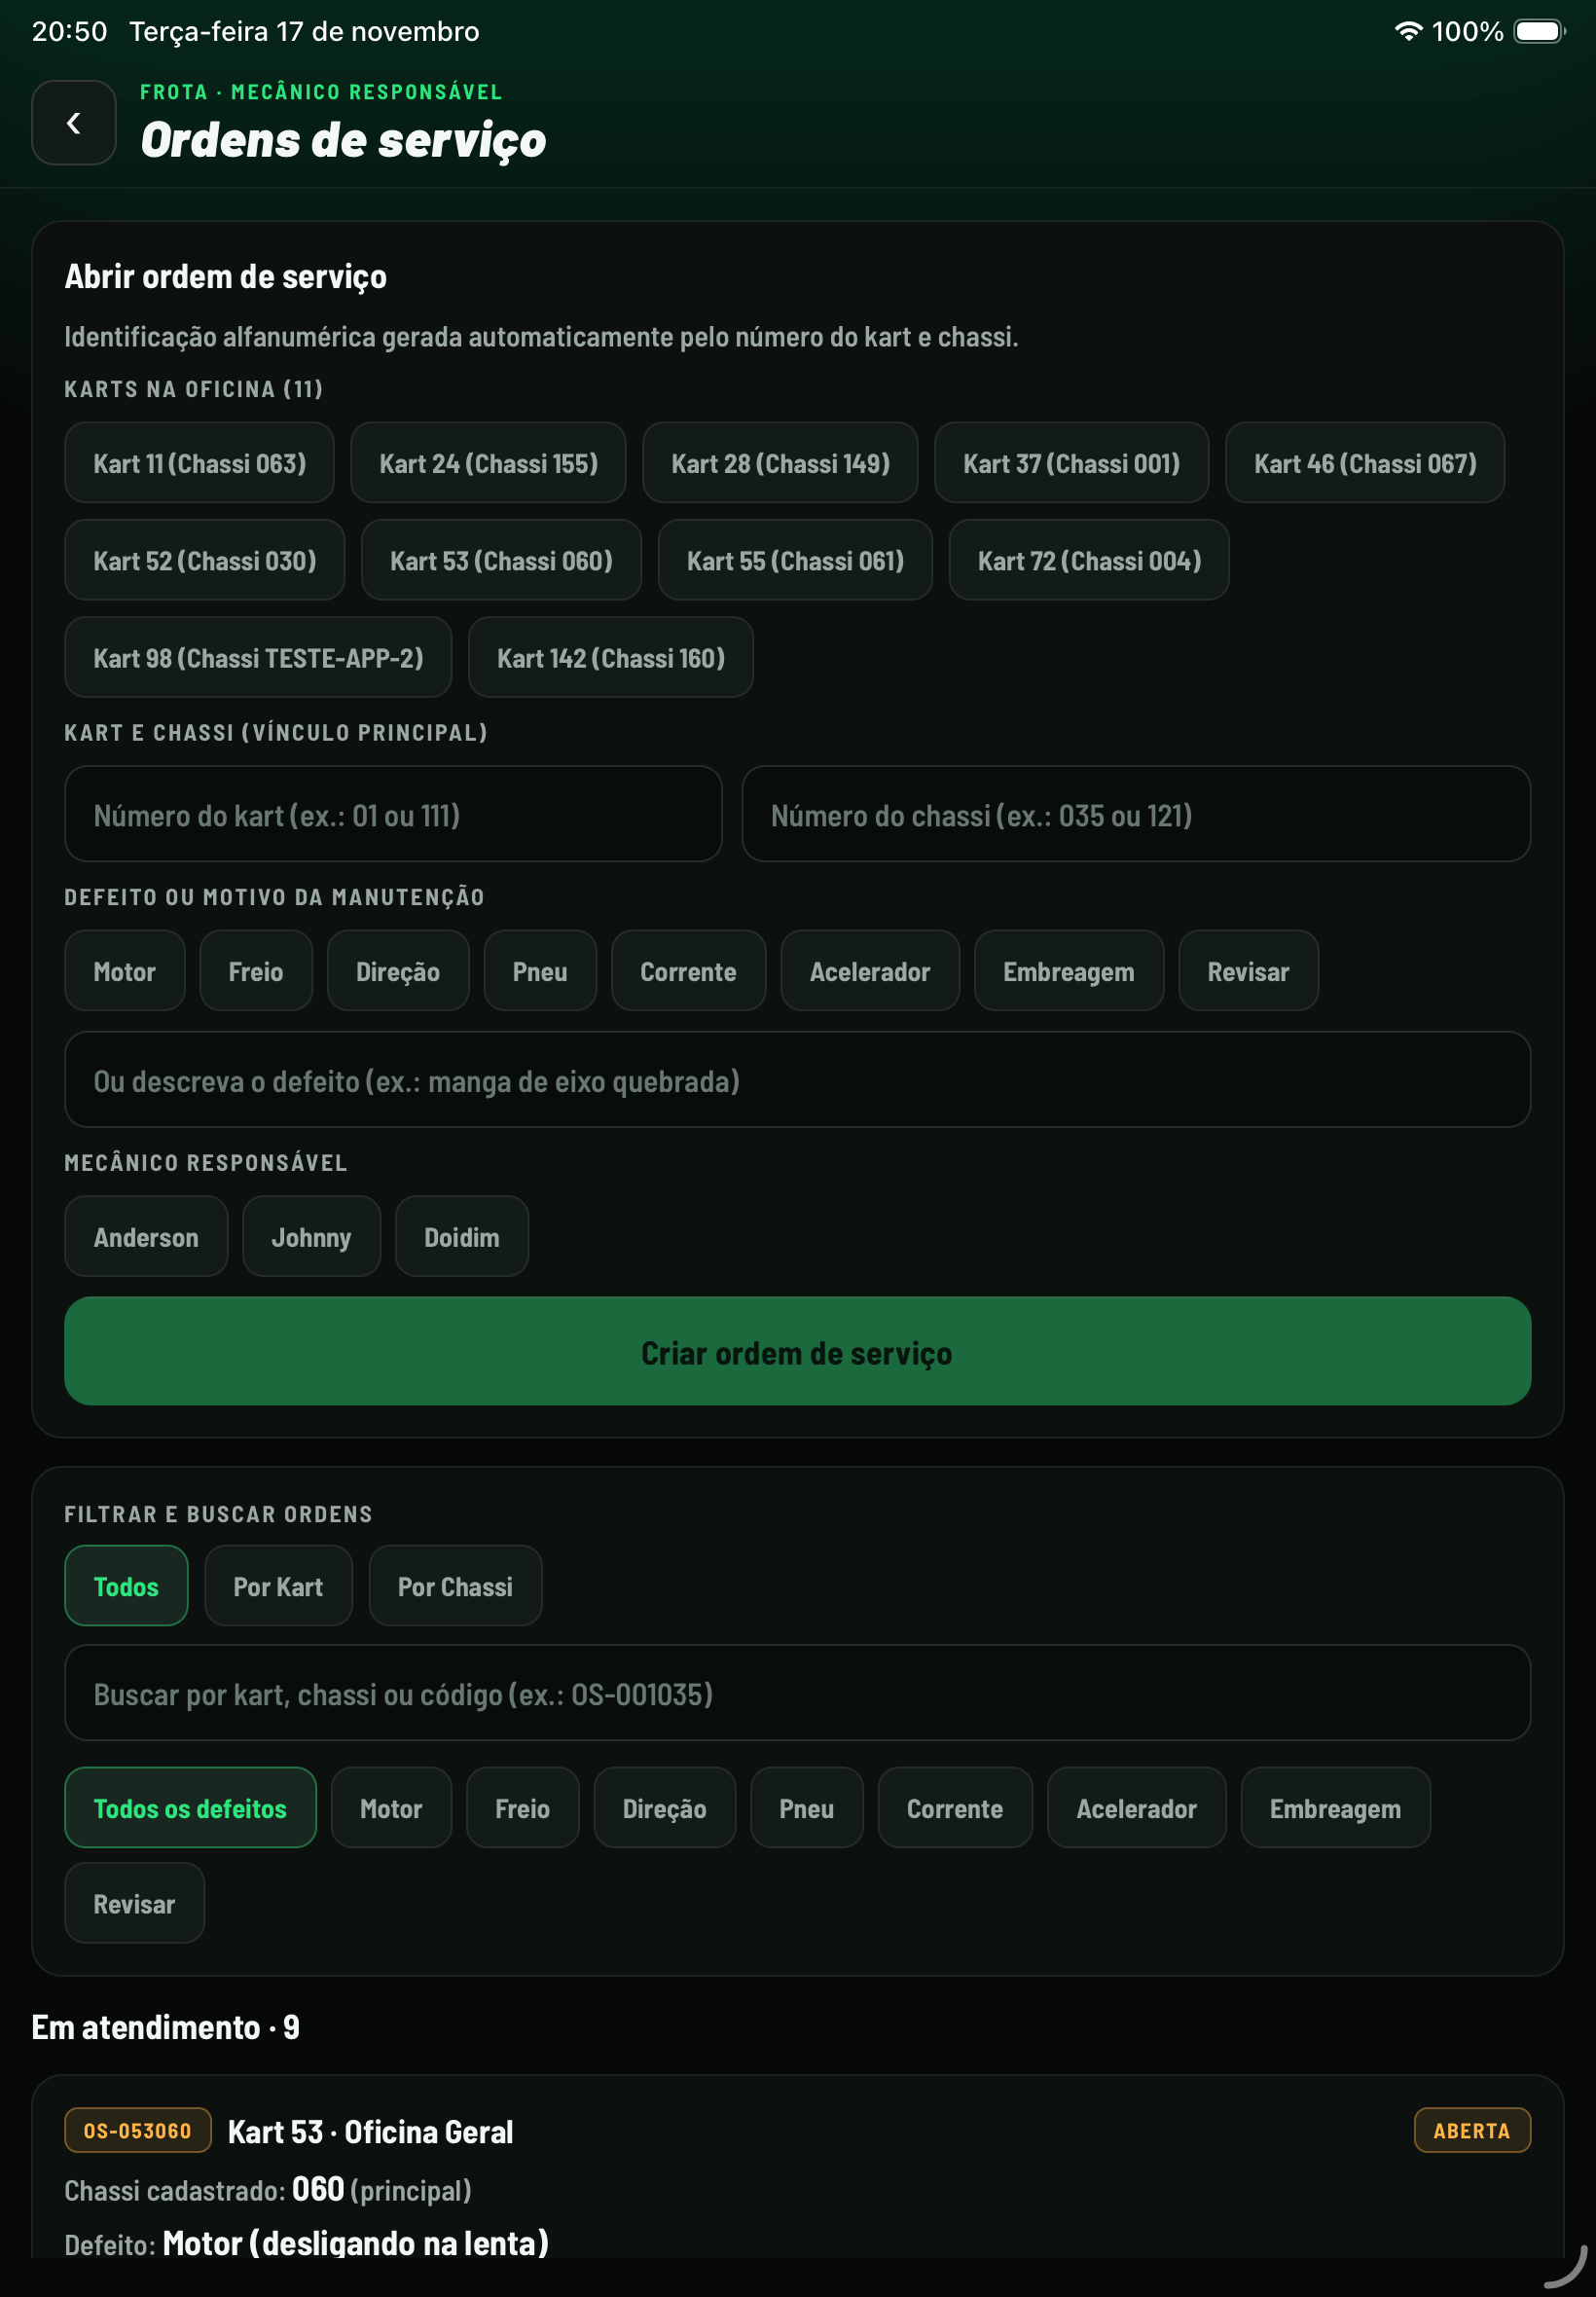 20:50 Terça-feira 17 de novembro 100%
FROTA · MECÂNICO RESPONSÁVEL
Ordens de serviço
Abrir ordem de serviço
Identificação alfanumérica gerada automaticamente pelo número do kart e chassi.
KARTS NA OFICINA (11)
Kart 11 (Chassi 063) Kart 24 (Chassi 155) Kart 28 (Chassi 149) Kart 37 (Chassi 001) Kart 46 (Chassi 067)
Kart 52 (Chassi 030) Kart 53 (Chassi 060) Kart 55 (Chassi 061) Kart 72 (Chassi 004)
Kart 98 (Chassi TESTE-APP-2) Kart 142 (Chassi 160)
KART E CHASSI (VÍNCULO PRINCIPAL)
Número do kart (ex.: 01 ou 111) Número do chassi (ex.: 035 ou 121)
DEFEITO OU MOTIVO DA MANUTENÇÃO
Motor Freio Direção Pneu Corrente Acelerador Embreagem Revisar
Ou descreva o defeito (ex.: manga de eixo quebrada)
MECÂNICO RESPONSÁVEL
Anderson Johnny Doidim
Criar ordem de serviço
FILTRAR E BUSCAR ORDENS
Todos Por Kart Por Chassi
Buscar por kart, chassi ou código (ex.: OS-001035)
Todos os defeitos Motor Freio Direção Pneu Corrente Acelerador Embreagem
Revisar
Em atendimento · 9
OS-053060 Kart 53 · Oficina Geral ABERTA
Chassi cadastrado: 060 (principal)
Defeito: Motor (desligando na lenta)